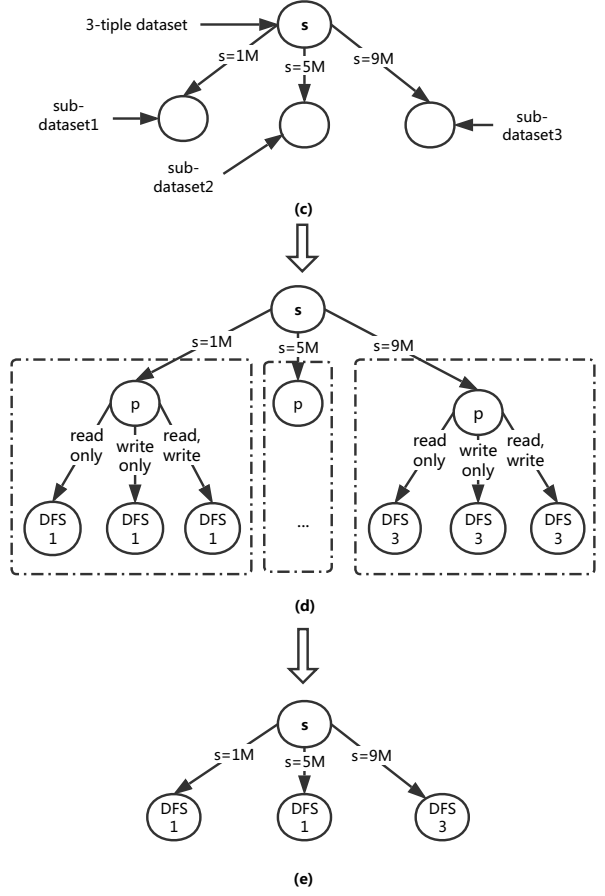 3-tiple dataset
s
s=1M
s=5M
s=9M
sub-
dataset1
sub-
dataset2
sub-
dataset3
(c)
s
s=1M
s=5M
s=9M
p
p
p
read
only
write
only
read,
write
read
only
write
only
read,
write
DFS
1
DFS
1
DFS
1
...
DFS
3
DFS
3
DFS
3
(d)
s
s=1M
s=5M
s=9M
DFS
1
DFS
1
DFS
3
(e)